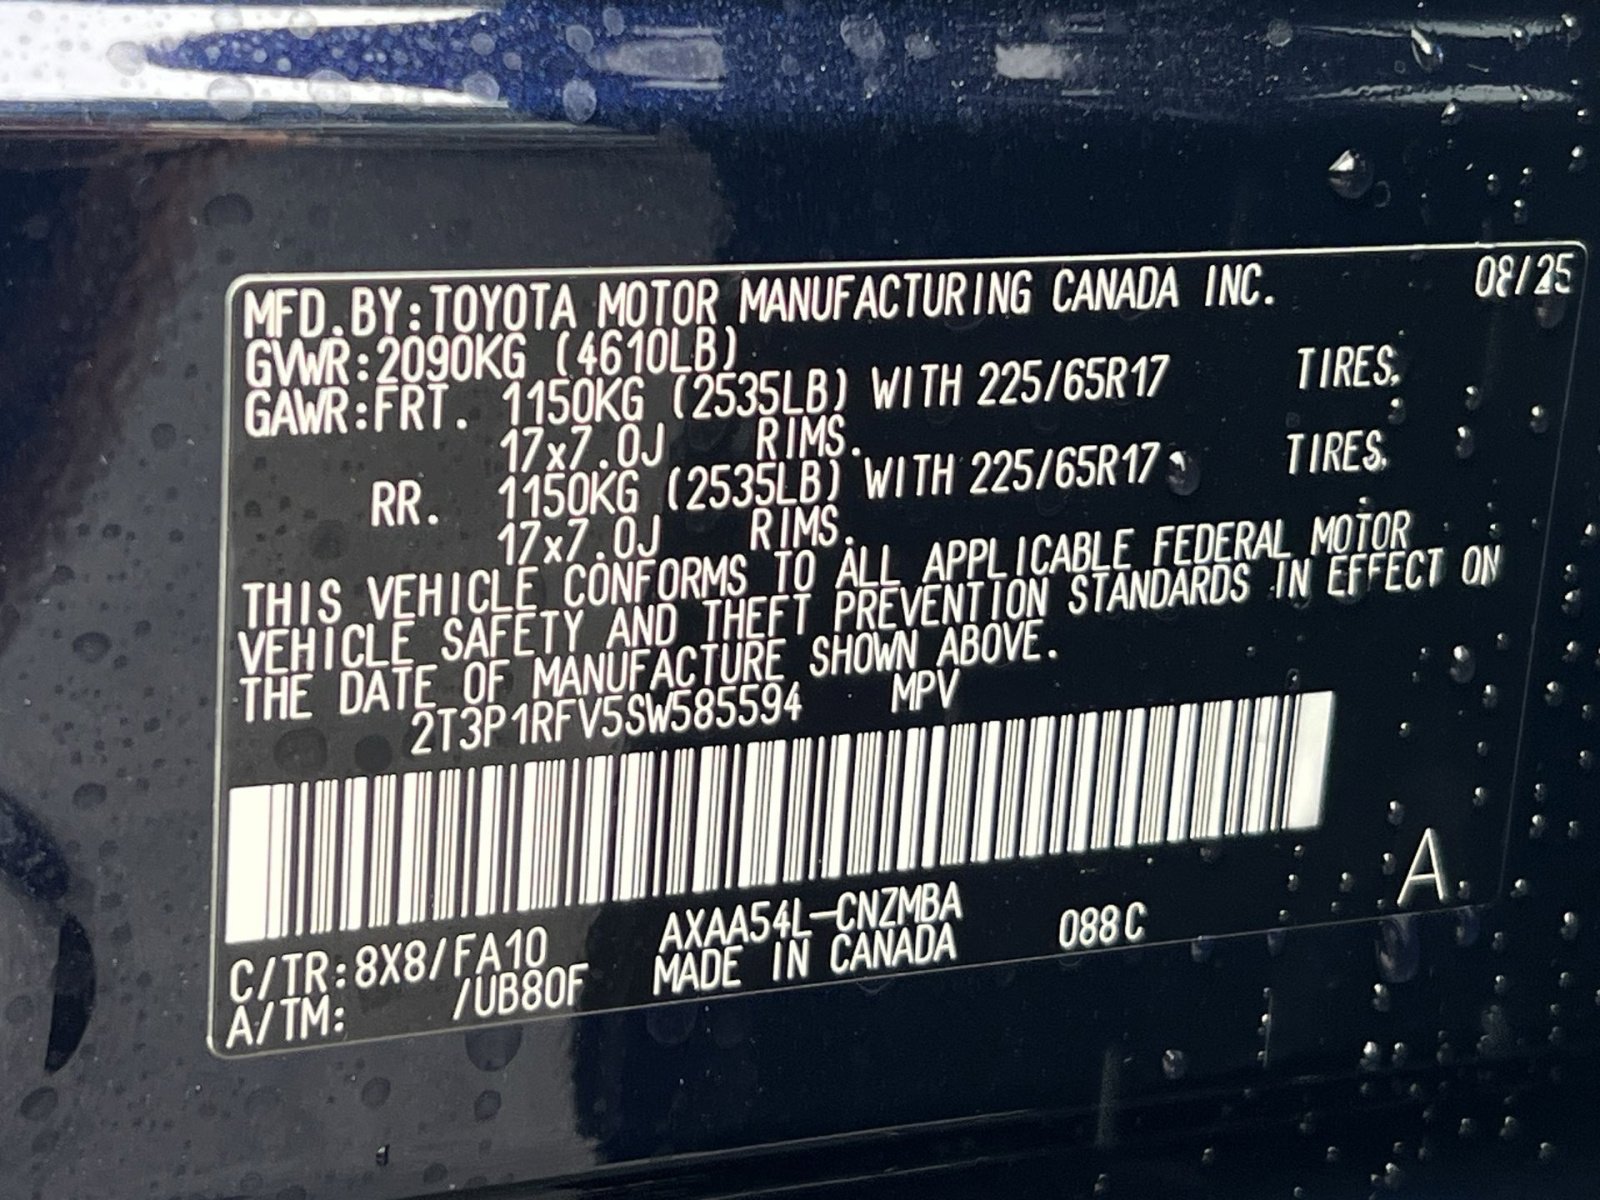 MFD.BY:TOYOTA MOTOR MANUFACTURING CANADA INC. 08/25
GVWR:2090KG (4610LB)
GAWR:FRT. 1150KG (2535LB) WITH 225/65R17 TIRES,
17x7.0J RIMS.
RR. 1150KG (2535LB) WITH 225/65R17 TIRES,
17x7.0J RIMS.
THIS VEHICLE CONFORMS TO ALL APPLICABLE FEDERAL MOTOR
VEHICLE SAFETY AND THEFT PREVENTION STANDARDS IN EFFECT ON
THE DATE OF MANUFACTURE SHOWN ABOVE.
2T3P1RFV5SW585594 MPV
A
C/TR:8X8/FA10 AXAA54L-CNZMBA 088C
A/TM: /UB80F MADE IN CANADA